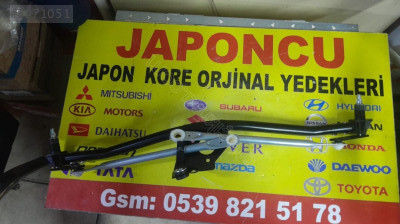 71051
JAPONCU
JAPON KORE ORJİNAL YEDEKLERİ
MITSUBISHI
KIA MOTORS
SUBARU
HYUNDAI
DAIHATSU
HONDA
mazda
DAEWOO
TATA
TOYOTA
Gsm: 0539 821 51 78